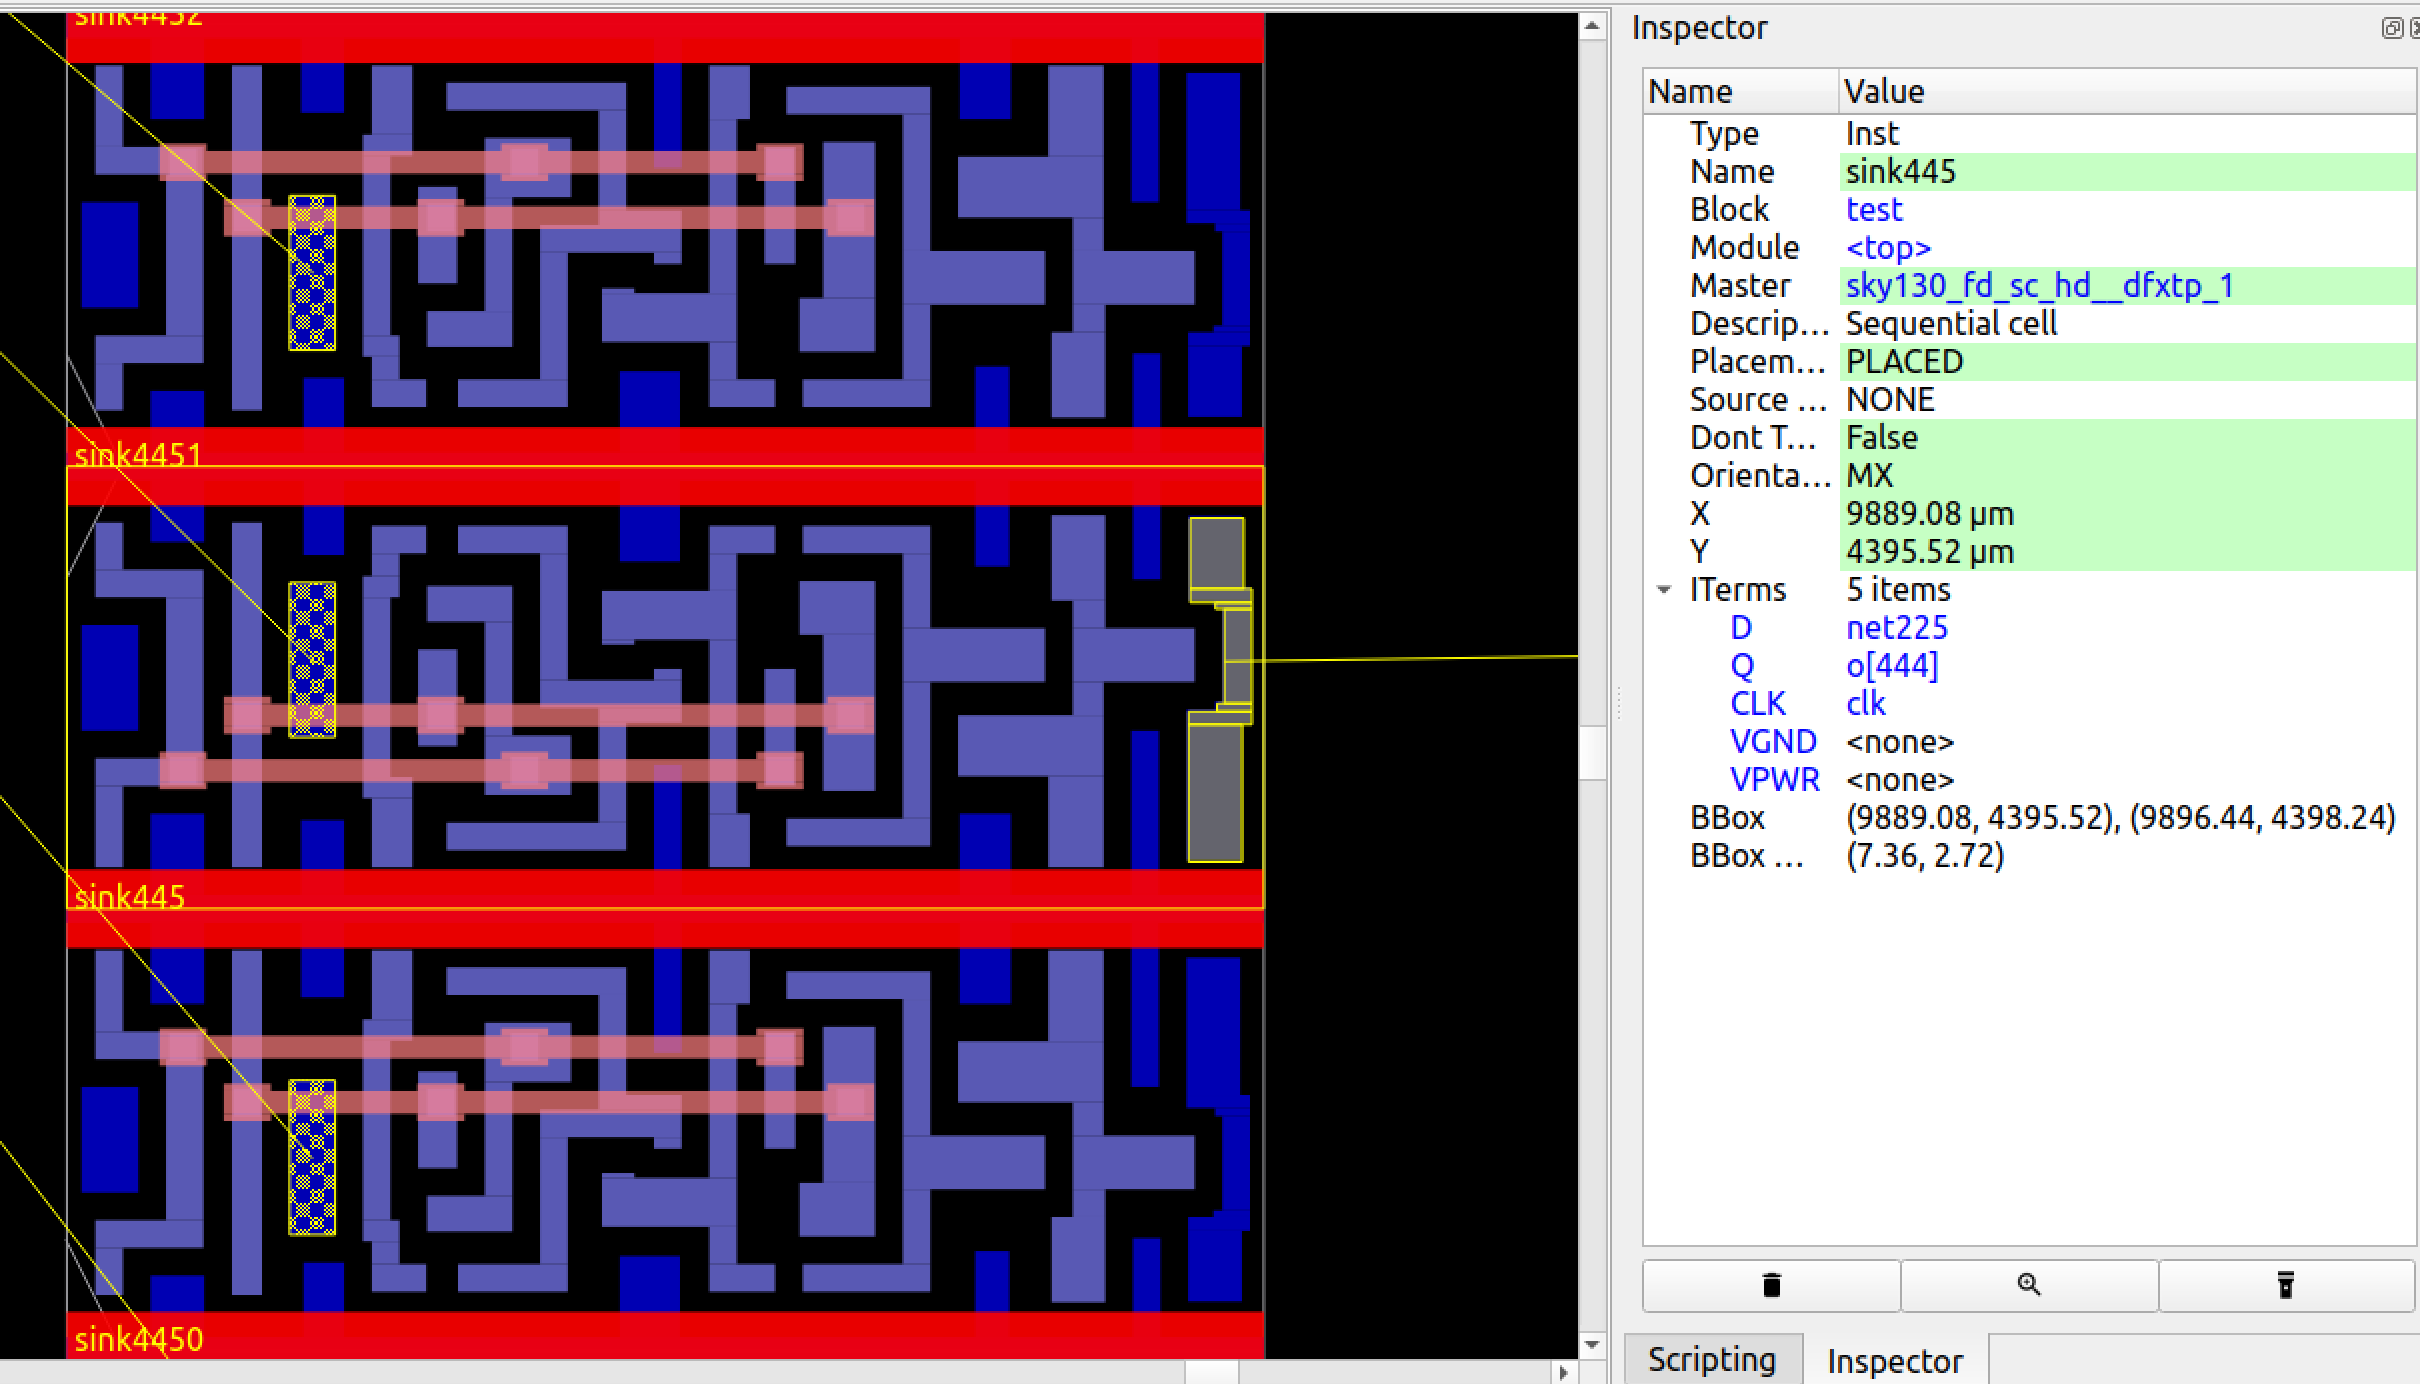 sink4452
sink4451
sink445
sink4450
Inspector
Name Value
Type Inst
Name sink445
Block test
Module <top>
Master sky130_fd_sc_hd__dfxtp_1
Descrip... Sequential cell
Placem... PLACED
Source ... NONE
Dont T... False
Orienta... MX
X 9889.08 μm
Y 4395.52 μm
ITerms 5 items
D net225
Q o[444]
CLK clk
VGND <none>
VPWR <none>
BBox (9889.08, 4395.52), (9896.44, 4398.24)
BBox ... (7.36, 2.72)
Scripting Inspector